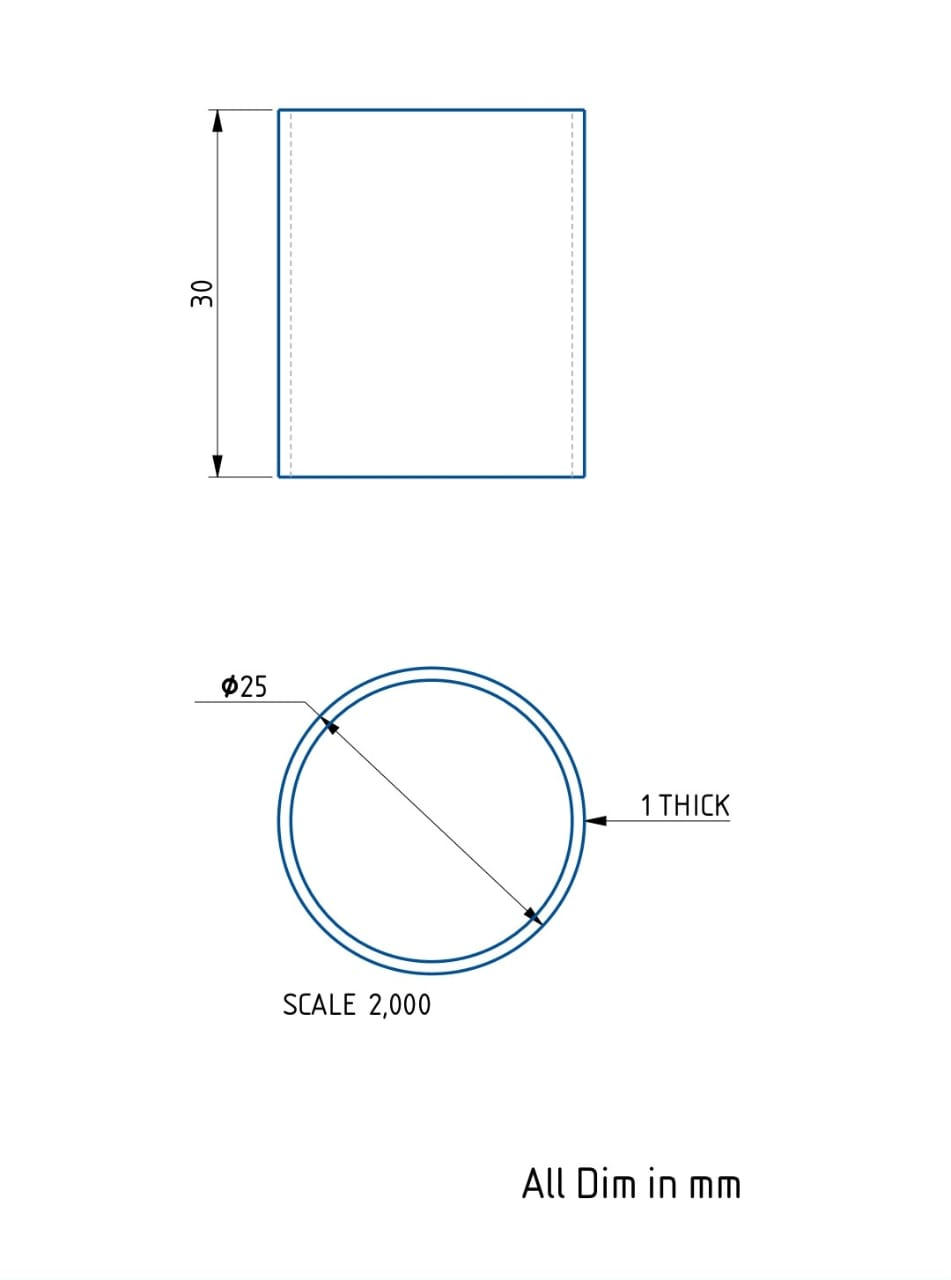 30
ϕ25
1 THICK
SCALE 2,000
All Dim in mm